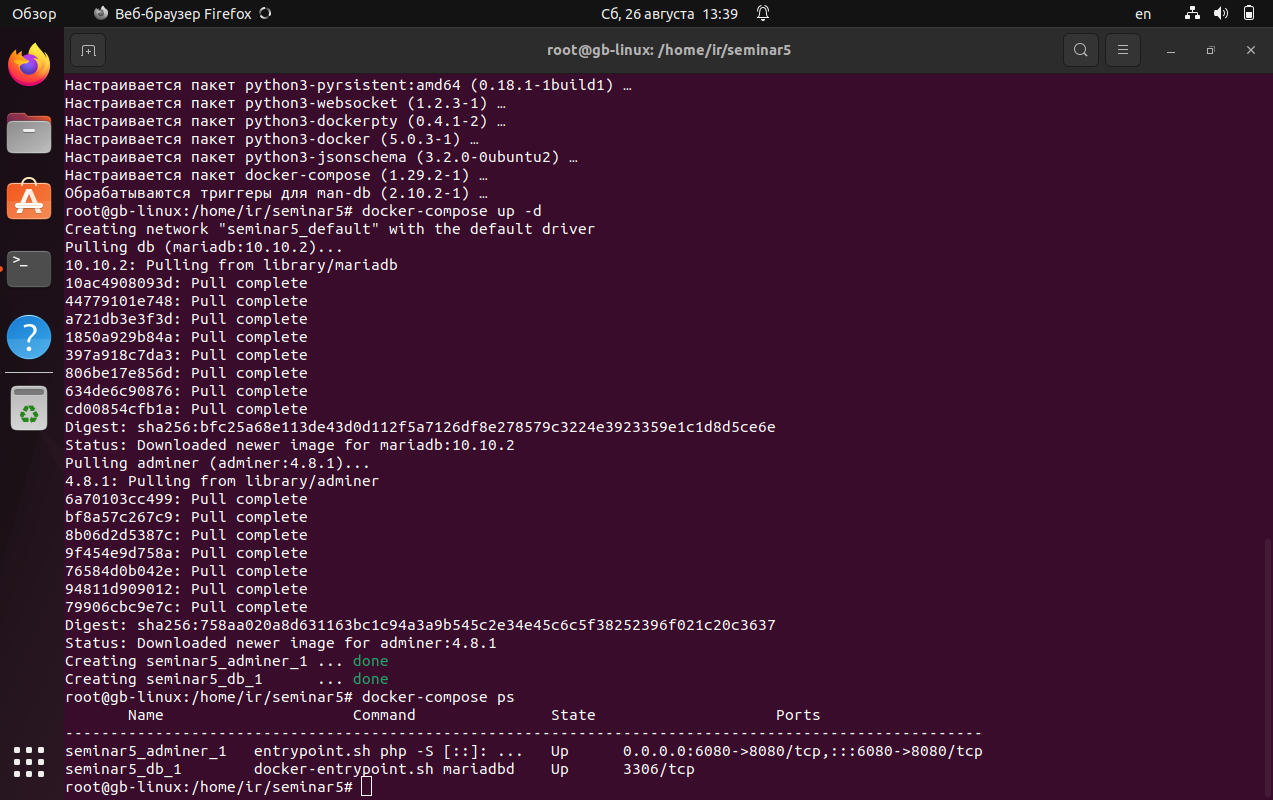 Обзор
Веб-браузер Firefox
Сб, 26 августа 13:39
en
root@gb-linux: /home/ir/seminar5
Настраивается пакет python3-pyrsistent:amd64 (0.18.1-1build1) …
Настраивается пакет python3-websocket (1.2.3-1) …
Настраивается пакет python3-dockerpty (0.4.1-2) …
Настраивается пакет python3-docker (5.0.3-1) …
Настраивается пакет python3-jsonschema (3.2.0-0ubuntu2) …
Настраивается пакет docker-compose (1.29.2-1) …
Обрабатываются триггеры для man-db (2.10.2-1) …
root@gb-linux:/home/ir/seminar5# docker-compose up -d
Creating network "seminar5_default" with the default driver
Pulling db (mariadb:10.10.2)...
10.10.2: Pulling from library/mariadb
10ac4908093d: Pull complete
44779101e748: Pull complete
a721db3e3f3d: Pull complete
1850a929b84a: Pull complete
397a918c7da3: Pull complete
806be17e856d: Pull complete
634de6c90876: Pull complete
cd00854cfb1a: Pull complete
Digest: sha256:bfc25a68e113de43d0d112f5a7126df8e278579c3224e3923359e1c1d8d5ce6e
Status: Downloaded newer image for mariadb:10.10.2
Pulling adminer (adminer:4.8.1)...
4.8.1: Pulling from library/adminer
6a70103cc499: Pull complete
bf8a57c267c9: Pull complete
8b06d2d5387c: Pull complete
9f454e9d758a: Pull complete
76584d0b042e: Pull complete
94811d909012: Pull complete
79906cbc9e7c: Pull complete
Digest: sha256:758aa020a8d631163bc1c94a3a9b545c2e34e45c6c5f38252396f021c20c3637
Status: Downloaded newer image for adminer:4.8.1
Creating seminar5_adminer_1 ... done
Creating seminar5_db_1      ... done
root@gb-linux:/home/ir/seminar5# docker-compose ps
Name Command State Ports
------------------------------------------------------------------------------------------------------
seminar5_adminer_1   entrypoint.sh php -S [::]: ...   Up      0.0.0.0:6080->8080/tcp,:::6080->8080/tcp
seminar5_db_1        docker-entrypoint.sh mariadbd    Up      3306/tcp
root@gb-linux:/home/ir/seminar5#